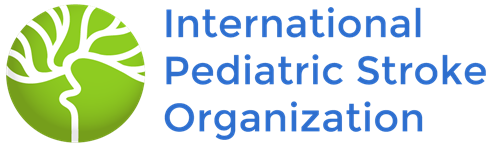 International
Pediatric Stroke
Organization